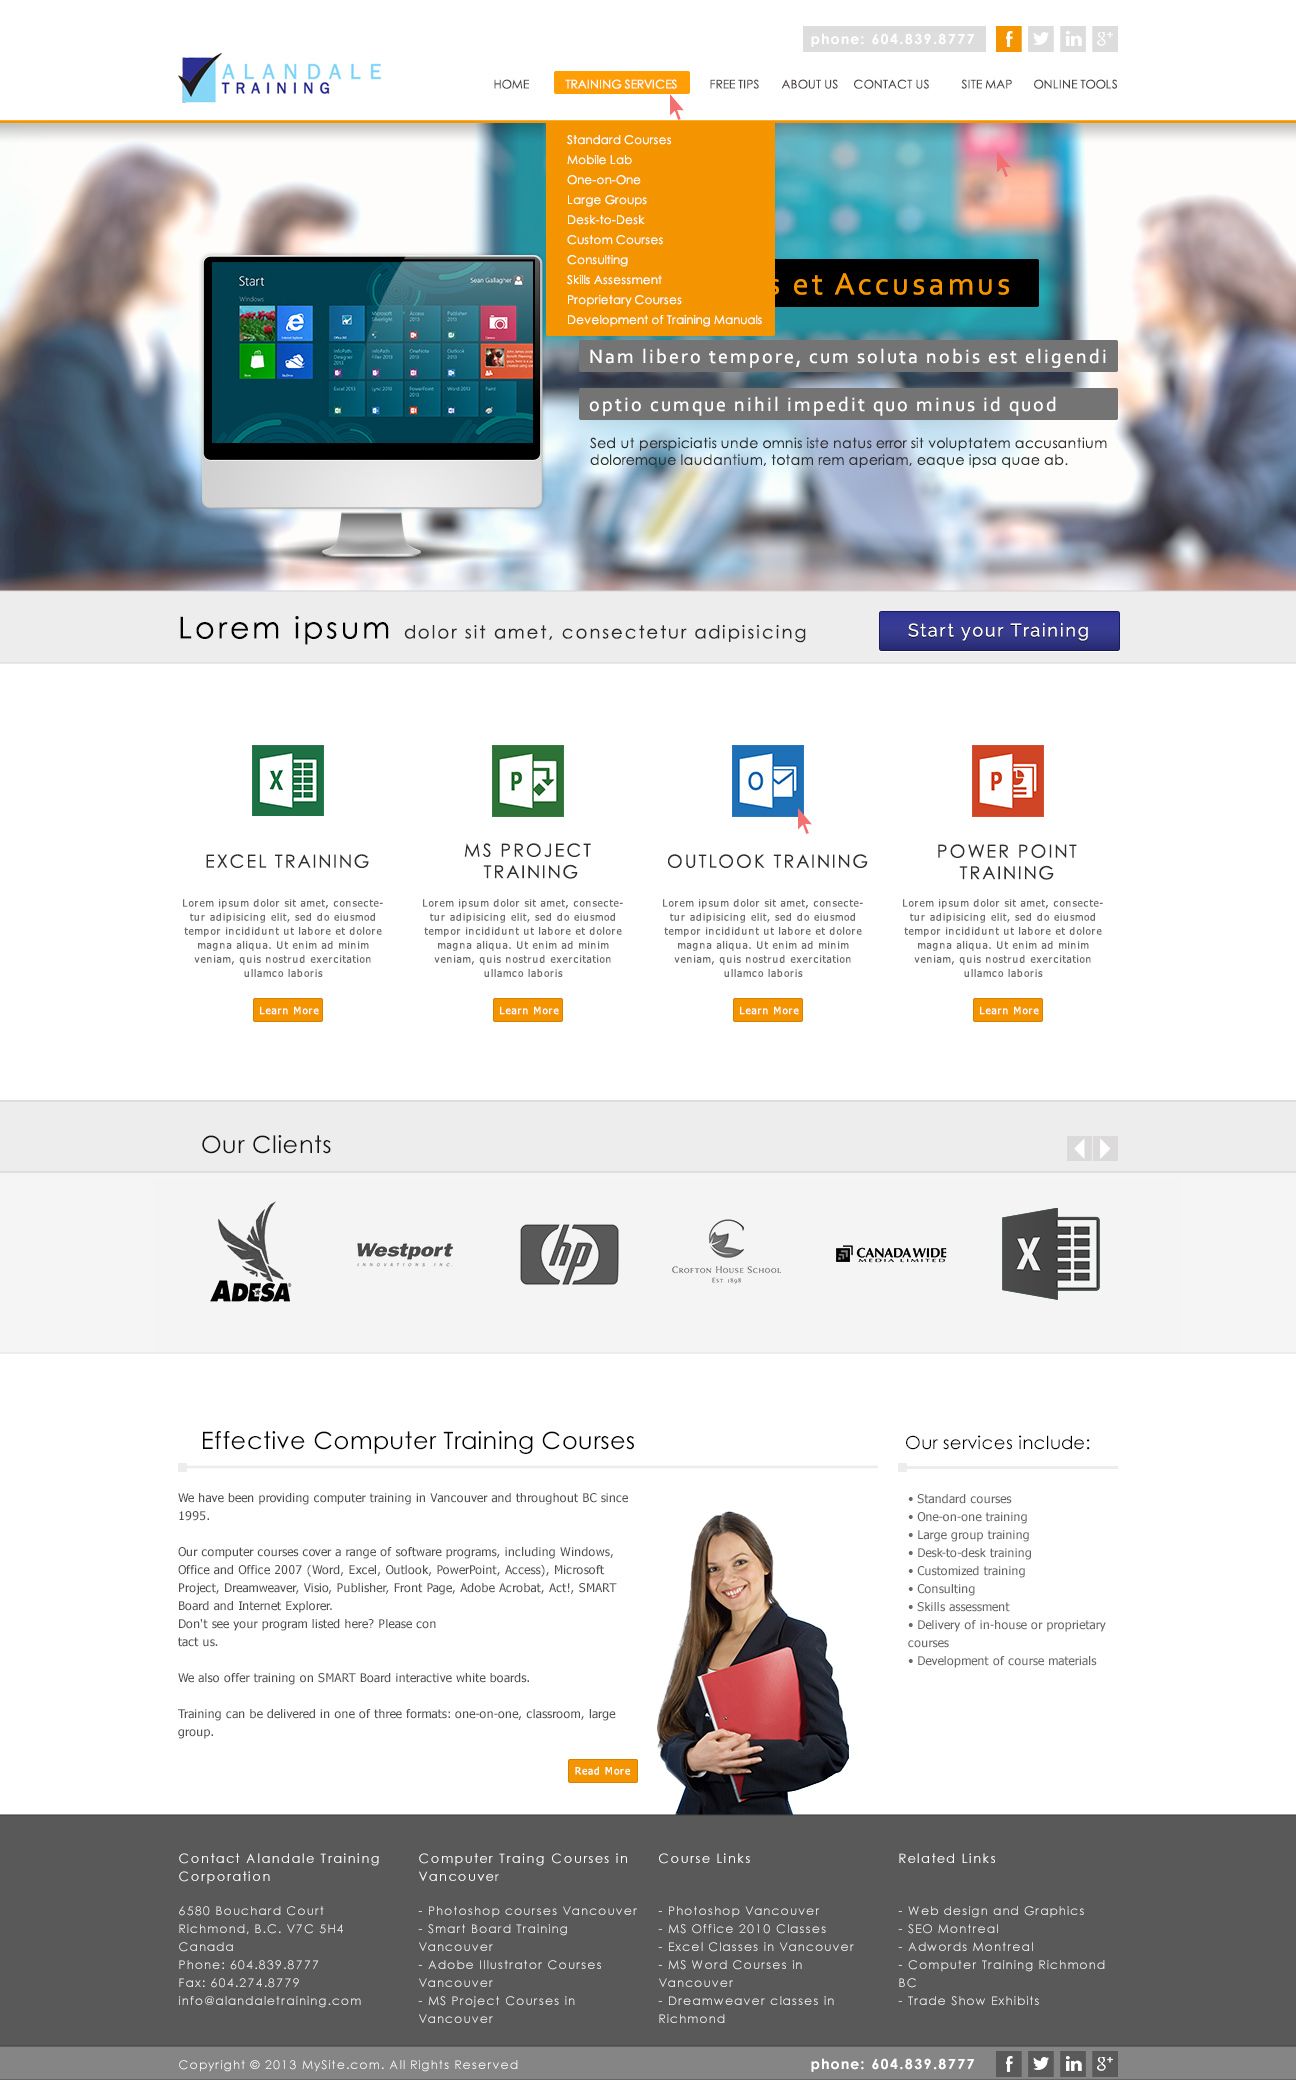 phone: 604.839.8777
ALANDALE
TRAINING
HOME TRAINING SERVICES FREE TIPS ABOUT US CONTACT US SITE MAP ONLINE TOOLS
Standard Courses
Mobile Lab
One-on-One
Large Groups
Desk-to-Desk
Custom Courses
Consulting
Skills Assessment
Proprietary Courses
Development of Training Manuals
Start
Sean Gallagher
Windows
s et Accusamus
Nam libero tempore, cum soluta nobis est eligendi
optio cumque nihil impedit quo minus id quod
Sed ut perspiciatis unde omnis iste natus error sit voluptatem accusantium
doloremque laudantium, totam rem aperiam, eaque ipsa quae ab.
Lorem ipsum dolor sit amet, consectetur adipisicing
Start your Training
EXCEL TRAINING
Lorem ipsum dolor sit amet, consecte-
tur adipisicing elit, sed do eiusmod
tempor incididunt ut labore et dolore
magna aliqua. Ut enim ad minim
veniam, quis nostrud exercitation
ullamco laboris
Learn More
MS PROJECT
TRAINING
Lorem ipsum dolor sit amet, consecte-
tur adipisicing elit, sed do eiusmod
tempor incididunt ut labore et dolore
magna aliqua. Ut enim ad minim
veniam, quis nostrud exercitation
ullamco laboris
Learn More
OUTLOOK TRAINING
Lorem ipsum dolor sit amet, consecte-
tur adipisicing elit, sed do eiusmod
tempor incididunt ut labore et dolore
magna aliqua. Ut enim ad minim
veniam, quis nostrud exercitation
ullamco laboris
Learn More
POWER POINT
TRAINING
Lorem ipsum dolor sit amet, consecte-
tur adipisicing elit, sed do eiusmod
tempor incididunt ut labore et dolore
magna aliqua. Ut enim ad minim
veniam, quis nostrud exercitation
ullamco laboris
Learn More
Our Clients
ADESA
Westport
INNOVATIONS INC.
hp
CROFTON HOUSE SCHOOL
EST. 1898
CANADA WIDE
MEDIA LIMITED
X
Effective Computer Training Courses
We have been providing computer training in Vancouver and throughout BC since
1995.
Our computer courses cover a range of software programs, including Windows,
Office and Office 2007 (Word, Excel, Outlook, PowerPoint, Access), Microsoft
Project, Dreamweaver, Visio, Publisher, Front Page, Adobe Acrobat, Act!, SMART
Board and Internet Explorer.
Don't see your program listed here? Please con
tact us.
We also offer training on SMART Board interactive white boards.
Training can be delivered in one of three formats: one-on-one, classroom, large
group.
Read More
Our services include:
• Standard courses
• One-on-one training
• Large group training
• Desk-to-desk training
• Customized training
• Consulting
• Skills assessment
• Delivery of in-house or proprietary
courses
• Development of course materials
Contact Alandale Training
Corporation
6580 Bouchard Court
Richmond, B.C. V7C 5H4
Canada
Phone: 604.839.8777
Fax: 604.274.8779
info@alandaletraining.com
Computer Traing Courses in
Vancouver
- Photoshop courses Vancouver
- Smart Board Training
Vancouver
- Adobe Illustrator Courses
Vancouver
- MS Project Courses in
Vancouver
Course Links
- Photoshop Vancouver
- MS Office 2010 Classes
- Excel Classes in Vancouver
- MS Word Courses in
Vancouver
- Dreamweaver classes in
Richmond
Related Links
- Web design and Graphics
- SEO Montreal
- Adwords Montreal
- Computer Training Richmond
BC
- Trade Show Exhibits
Copyright © 2013 MySite.com. All Rights Reserved
phone: 604.839.8777